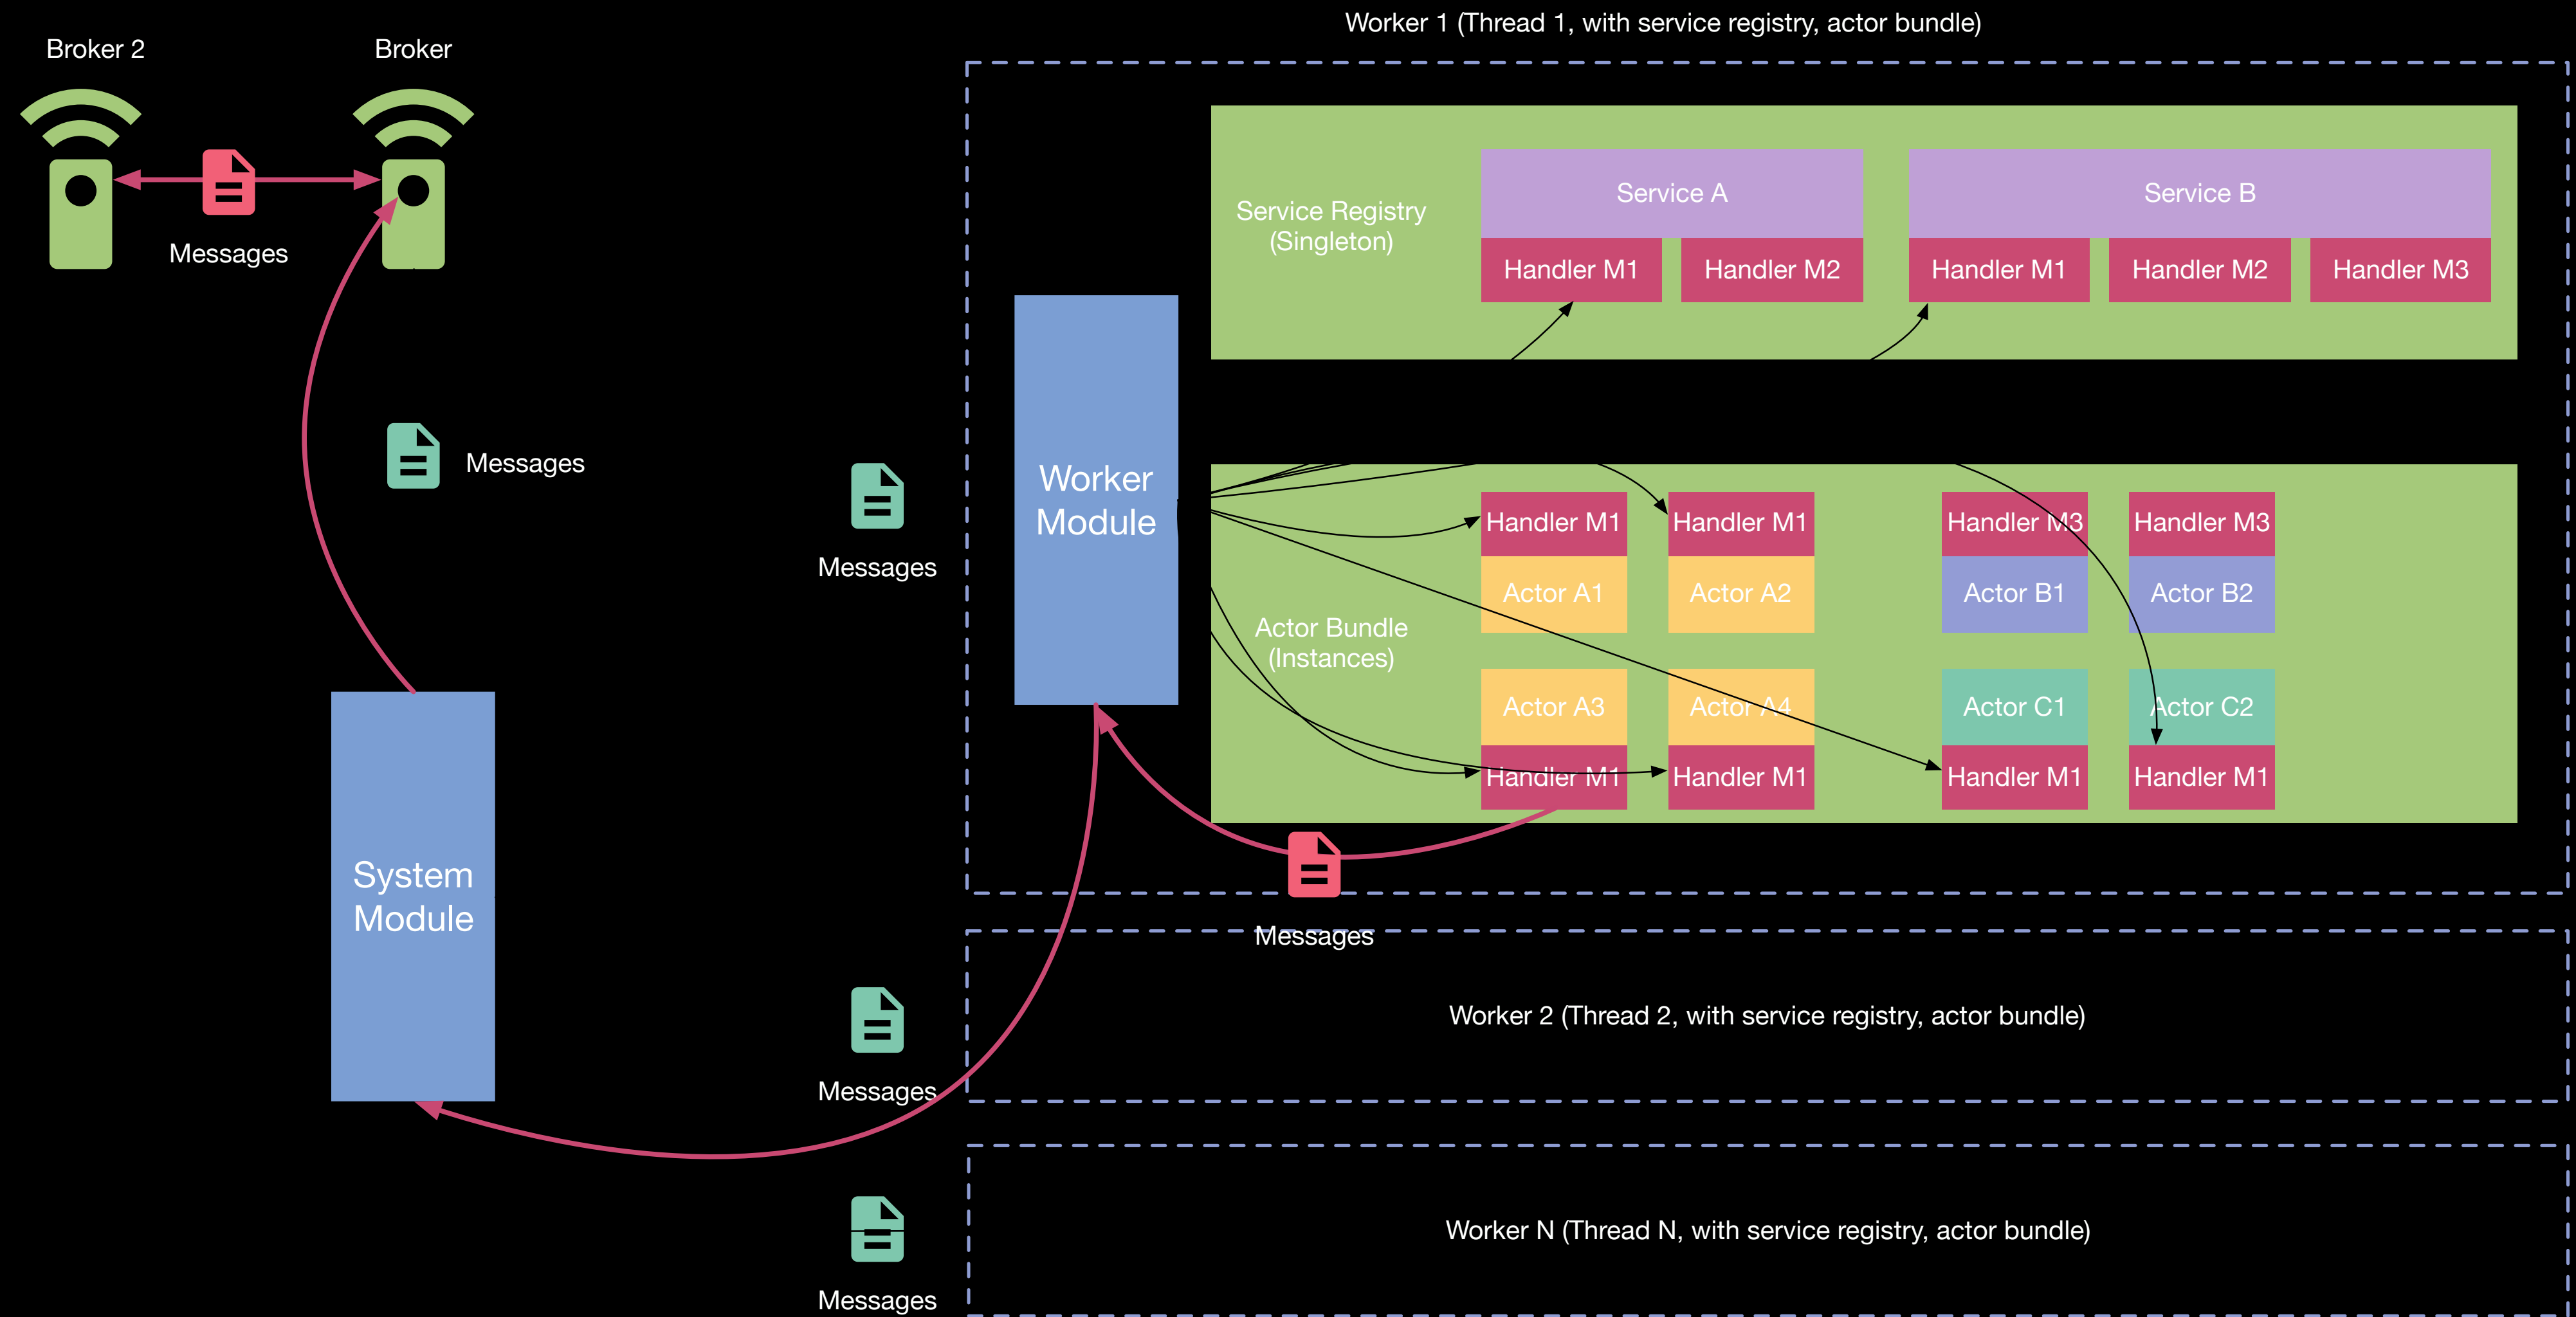 Worker 1 (Thread 1, with service registry, actor bundle)
Broker 2
Broker
Messages
Messages
Messages
System
Module
Worker
Module
Service Registry
(Singleton)
Service A
Handler M1
Handler M2
Service B
Handler M1
Handler M2
Handler M3
Actor Bundle
(Instances)
Handler M1
Handler M1
Handler M3
Handler M3
Actor A1
Actor A2
Actor B1
Actor B2
Actor A3
Actor A4
Actor C1
Actor C2
Handler M1
Handler M1
Handler M1
Handler M1
Messages
Worker 2 (Thread 2, with service registry, actor bundle)
Messages
Worker N (Thread N, with service registry, actor bundle)
Messages